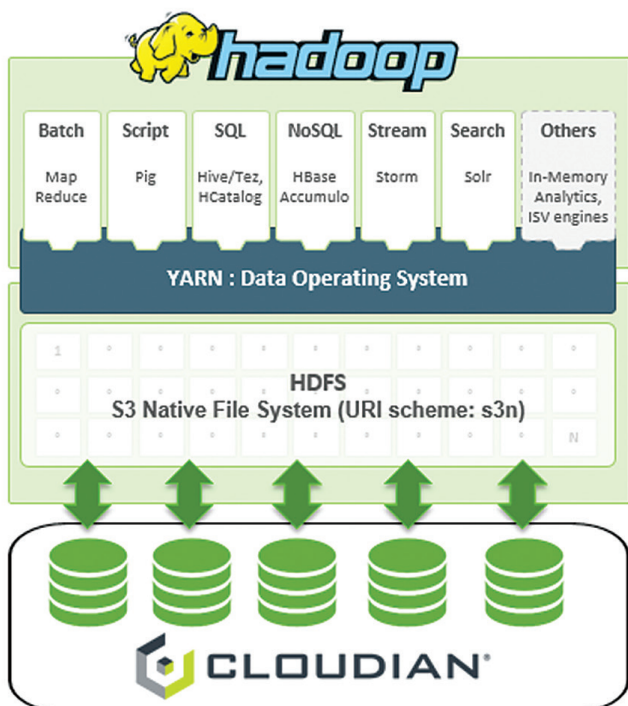 hadoop
Batch
Map
Reduce
Script
Pig
SQL
Hive/Tez,
HCatalog
NoSQL
HBase
Accumulo
Stream
Storm
Search
Solr
Others
In-Memory
Analytics,
ISV engines
YARN : Data Operating System
1
HDFS
S3 Native File System (URI scheme: s3n)
N
CLOUDIAN®